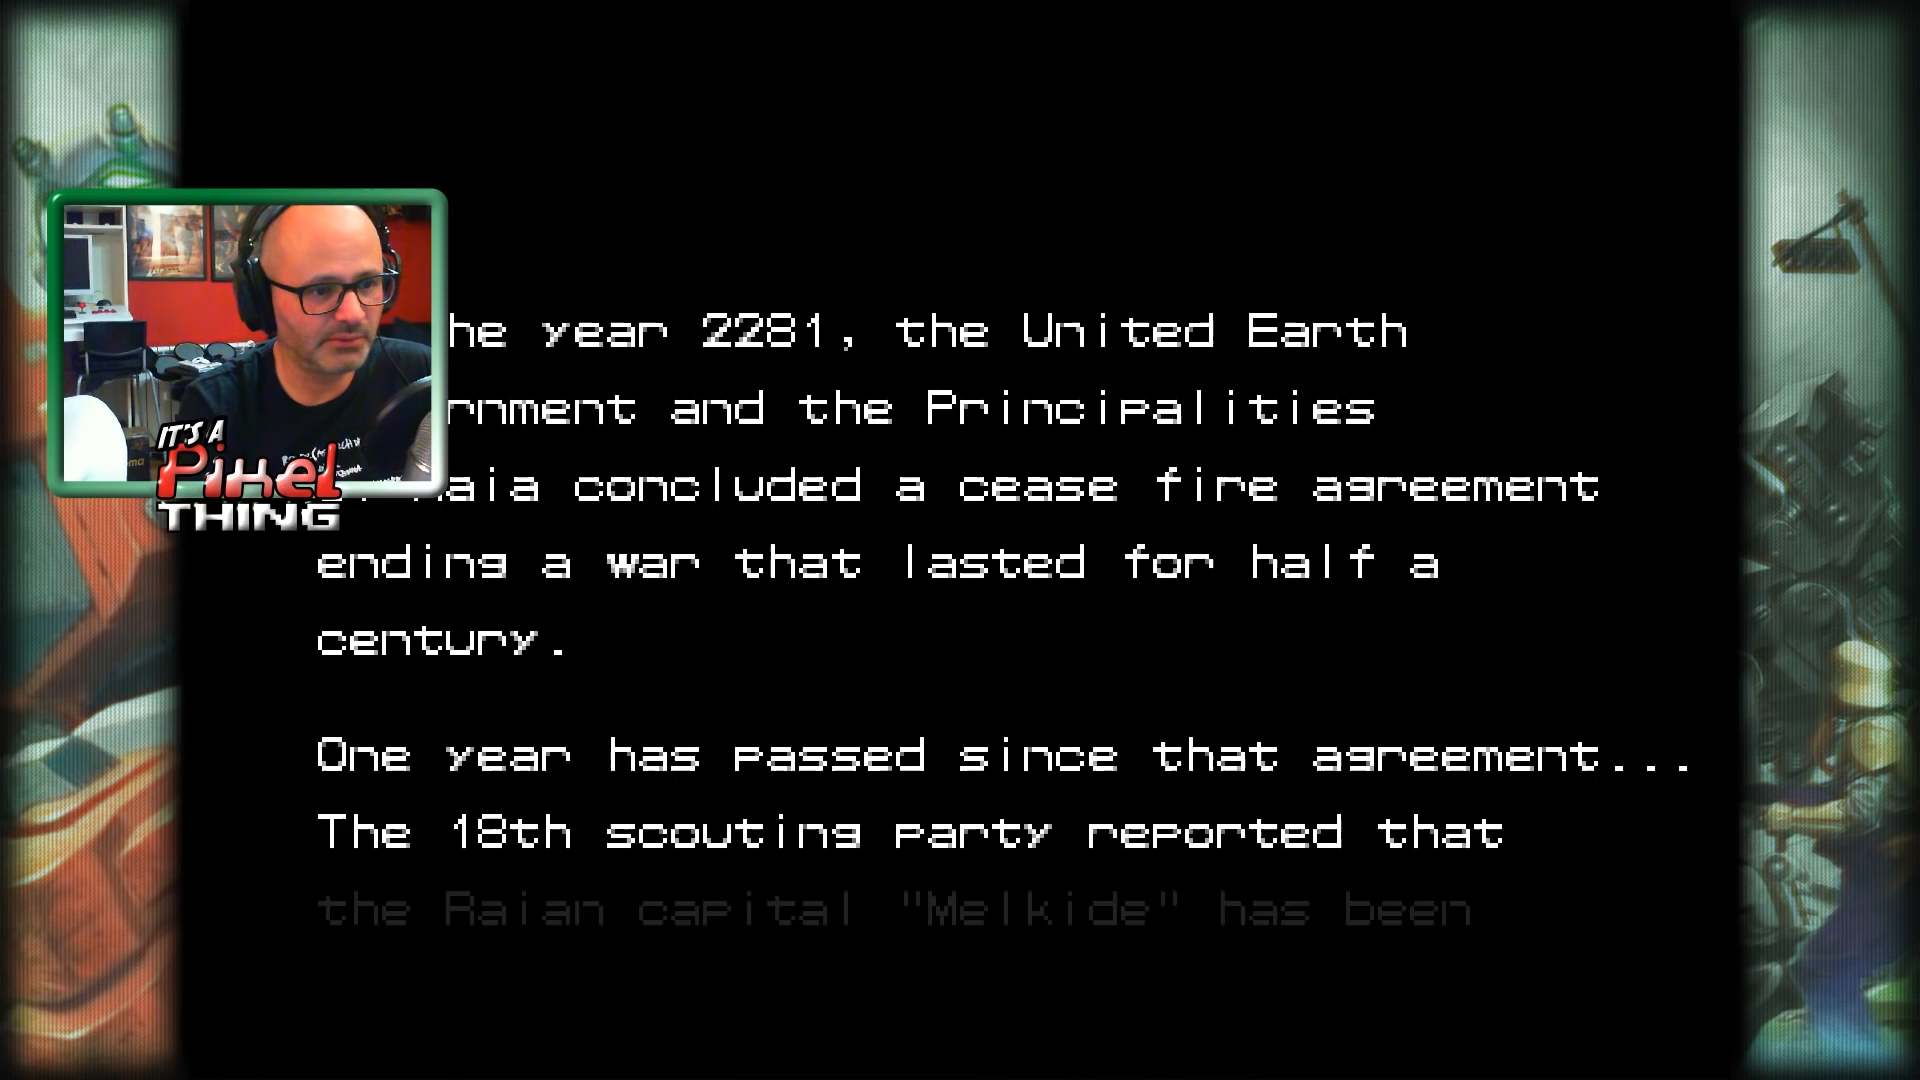 he year 2281, the United Earth
rnment and the Principalities
Raia concluded a cease fire agreement
ending a war that lasted for half a
century.
One year has passed since that agreement...
The 18th scouting party reported that
the Raian capital "Melkide" has been
IT'S A
Pixel
THING